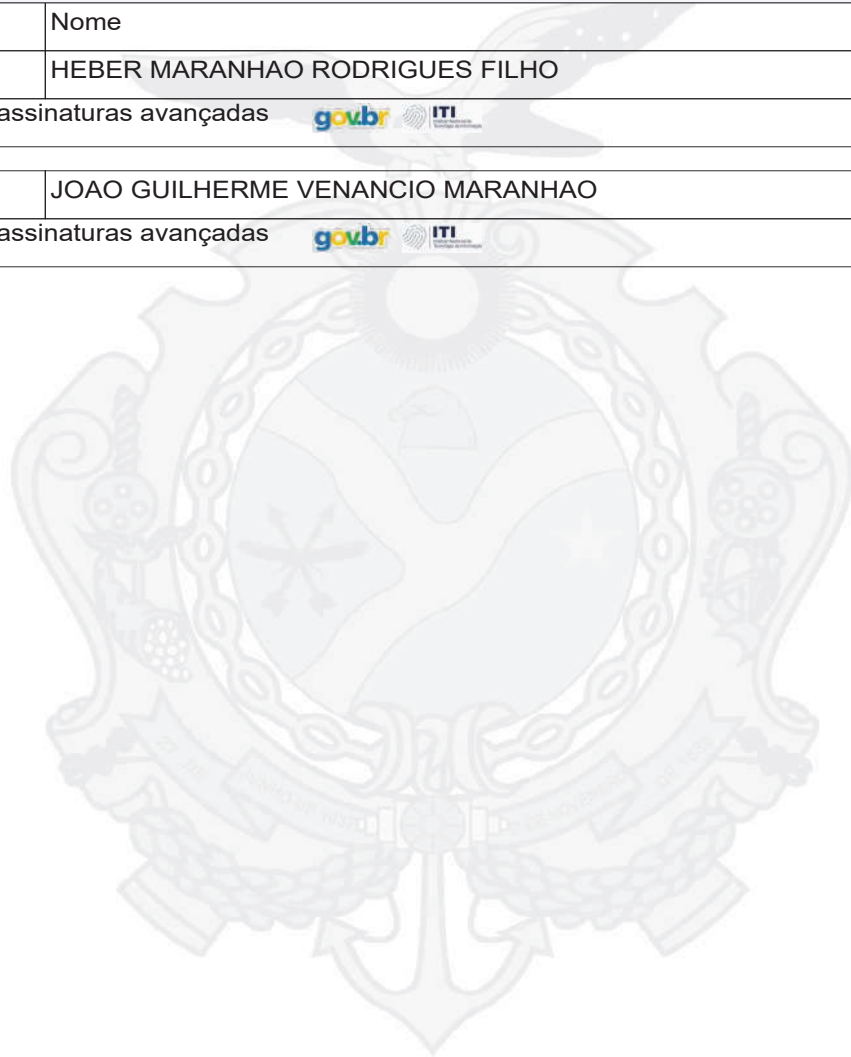 Nome
HEBER MARANHAO RODRIGUES FILHO
assinaturas avançadas gov.br ITI
JOAO GUILHERME VENANCIO MARANHAO
assinaturas avançadas gov.br ITI